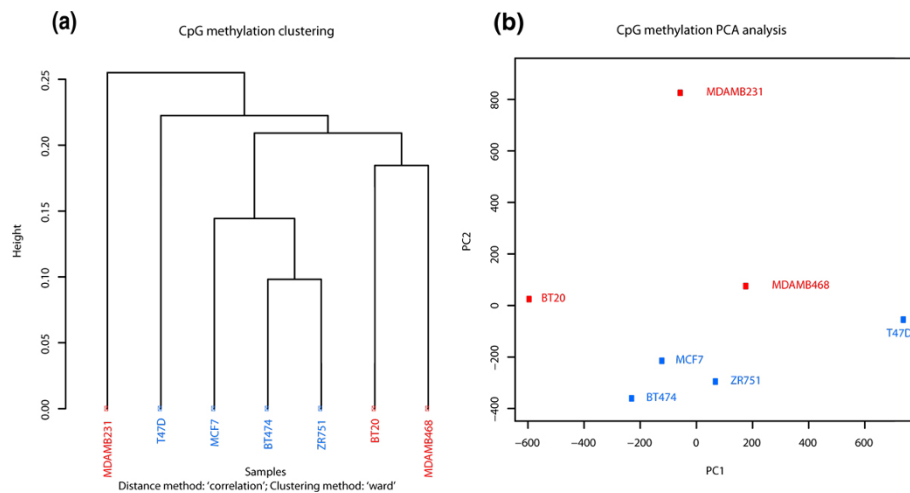 (a)
CpG methylation clustering
Height
0.25
0.20
0.15
0.10
0.05
0.00
MDAMB231
T47D
MCF7
BT474
ZR751
BT20
MDAMB468
Samples
Distance method: 'correlation'; Clustering method: 'ward'
(b)
CpG methylation PCA analysis
PC2
800
600
400
200
0
−200
−400
MDAMB231
BT20
MDAMB468
T47D
MCF7
ZR751
BT474
−600 −400 −200 0 200 400 600
PC1